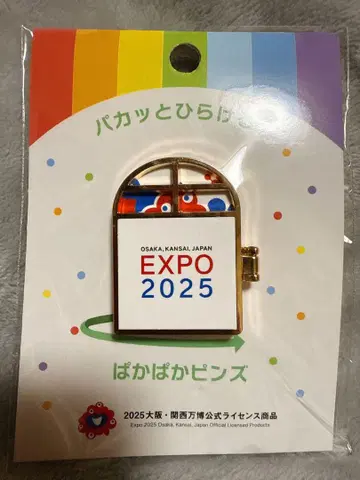 パカッとひらける
OSAKA, KANSAI, JAPAN
EXPO
2025
ぱかぱかピンズ
2025大阪・関西万博公式ライセンス商品
Expo 2025 Osaka, Kansai, Japan Official Licensed Products